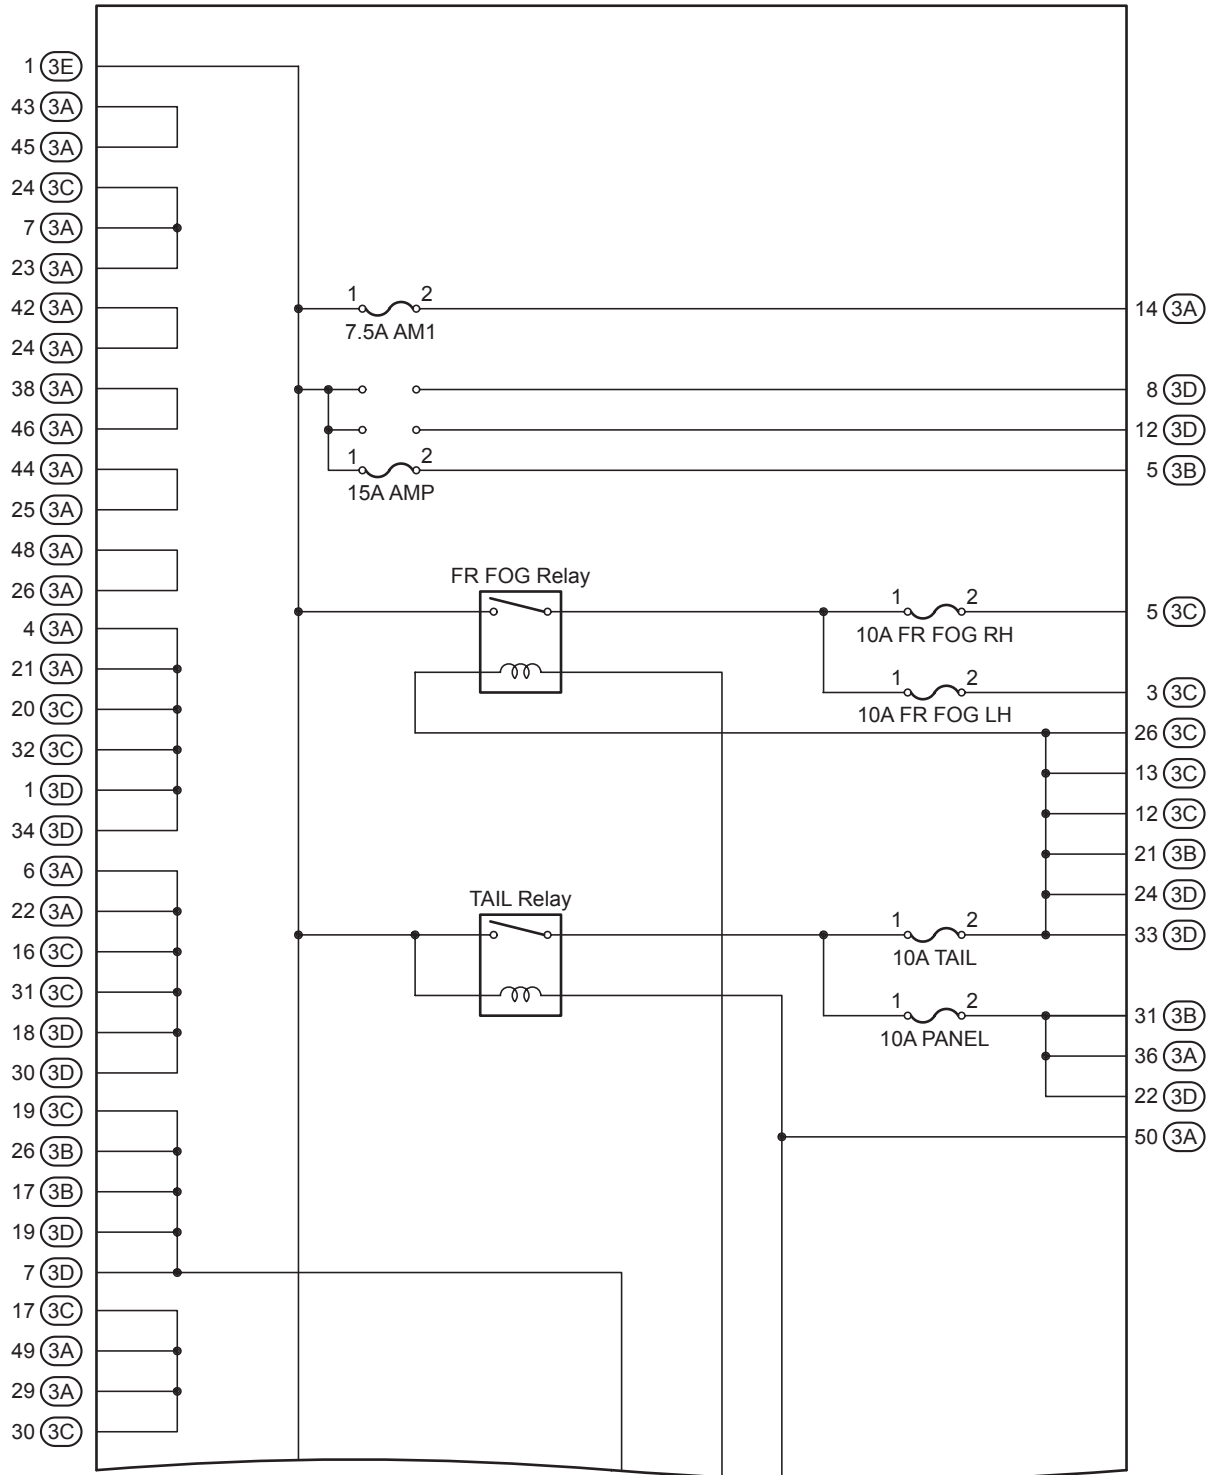 1 3E
43 3A
45 3A
24 3C
7 3A
23 3A
42 3A
1 2
14 3A
7.5A AM1
24 3A
38 3A
8 3D
46 3A
12 3D
44 3A
1 2
5 3B
15A AMP
25 3A
48 3A
FR FOG Relay
26 3A
1 2
5 3C
4 3A
10A FR FOG RH
21 3A
1 2
3 3C
20 3C
10A FR FOG LH
26 3C
32 3C
13 3C
1 3D
12 3C
34 3D
21 3B
6 3A
24 3D
TAIL Relay
22 3A
1 2
33 3D
16 3C
10A TAIL
31 3C
1 2
31 3B
18 3D
10A PANEL
36 3A
30 3D
22 3D
19 3C
50 3A
26 3B
17 3B
19 3D
7 3D
17 3C
49 3A
29 3A
30 3C